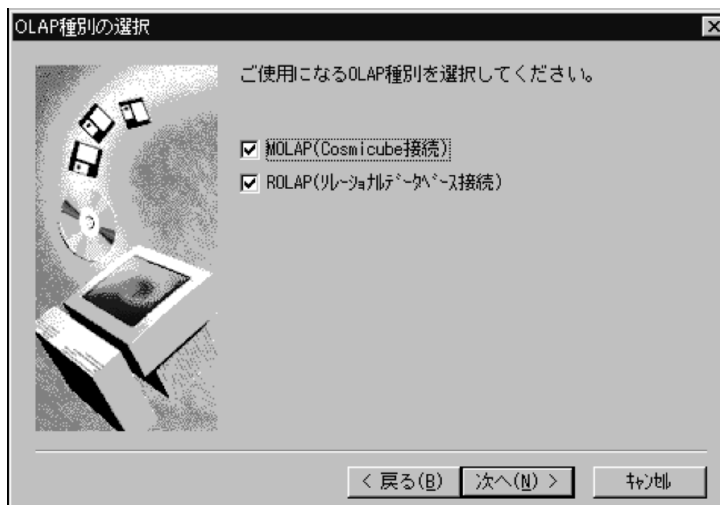 OLAP種別の選択
ご使用になるOLAP種別を選択してください。
MOLAP(Cosmicube接続)
ROLAP(ﾘﾚｰｼｮﾅﾙﾃﾞｰﾀﾍﾞｰｽ接続)
< 戻る(B) 次へ(N) > ｷｬﾝｾﾙ